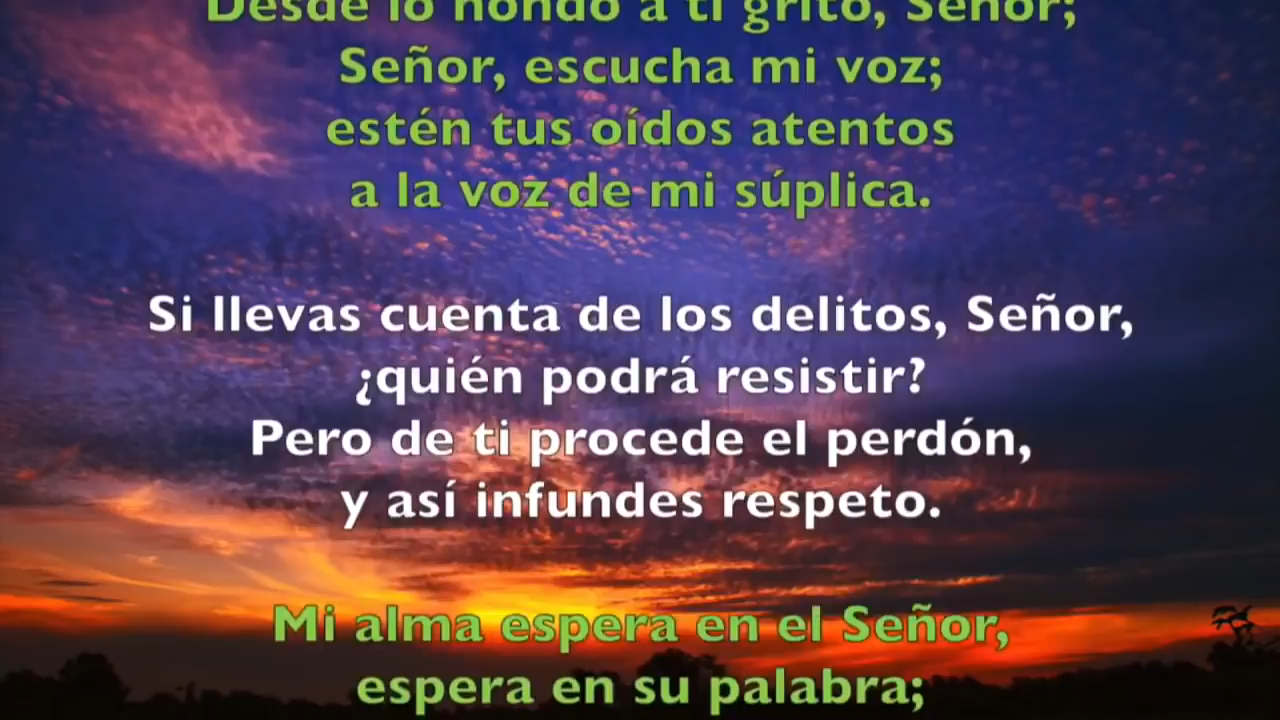 Desde lo hondo a ti grito, Señor;
Señor, escucha mi voz;
estén tus oídos atentos
a la voz de mi súplica.
Si llevas cuenta de los delitos, Señor,
¿quién podrá resistir?
Pero de ti procede el perdón,
y así infundes respeto.
Mi alma espera en el Señor,
espera en su palabra;